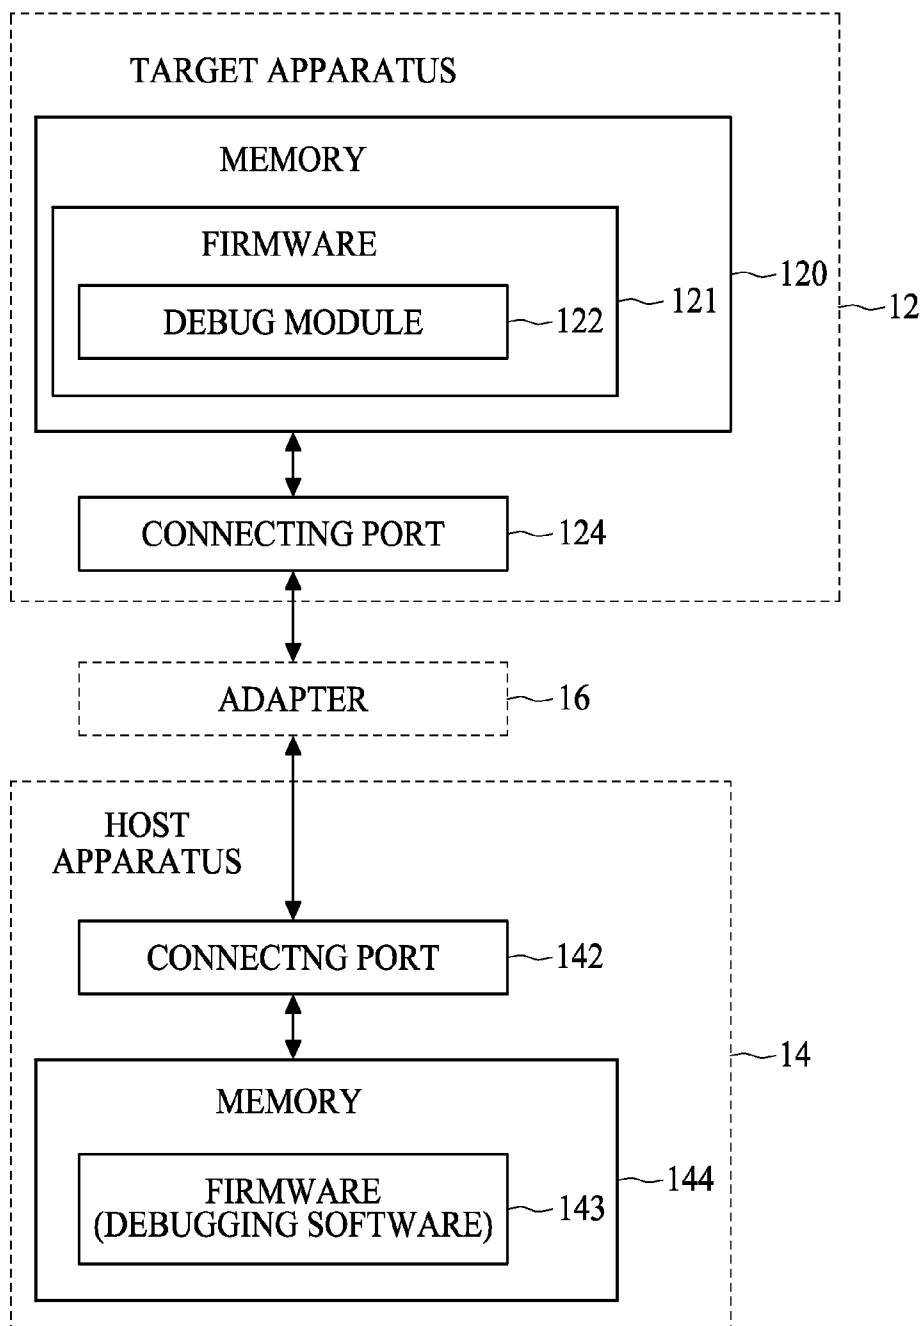 TARGET APPARATUS
MEMORY
FIRMWARE
DEBUG MODULE
122
121
120
12
CONNECTING PORT
124
ADAPTER
16
HOST
APPARATUS
CONNECTNG PORT
142
14
MEMORY
FIRMWARE
(DEBUGGING SOFTWARE)
143
144